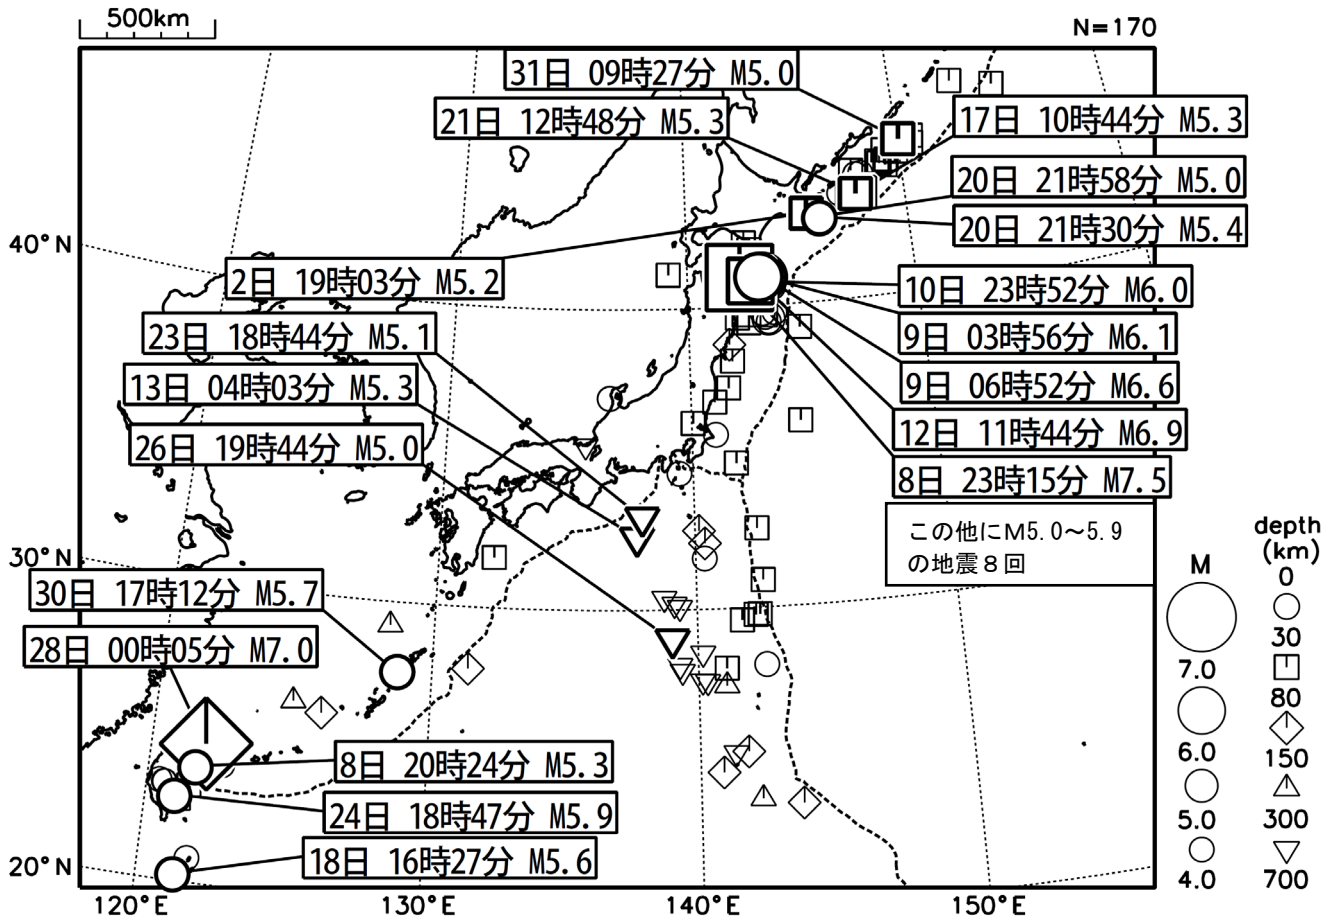 500km
N=170
31日 09時27分 M5.0
21日 12時48分 M5.3
17日 10時44分 M5.3
20日 21時58分 M5.0
20日 21時30分 M5.4
40°N
2日 19時03分 M5.2
10日 23時52分 M6.0
23日 18時44分 M5.1
9日 03時56分 M6.1
13日 04時03分 M5.3
9日 06時52分 M6.6
26日 19時44分 M5.0
12日 11時44分 M6.9
8日 23時15分 M7.5
この他にM5.0～5.9
の地震８回
30°N
30日 17時12分 M5.7
28日 00時05分 M7.0
8日 20時24分 M5.3
24日 18時47分 M5.9
18日 16時27分 M5.6
20°N
120°E
130°E
140°E
150°E
M
7.0
6.0
5.0
4.0
depth
(km)
0
30
80
150
300
700